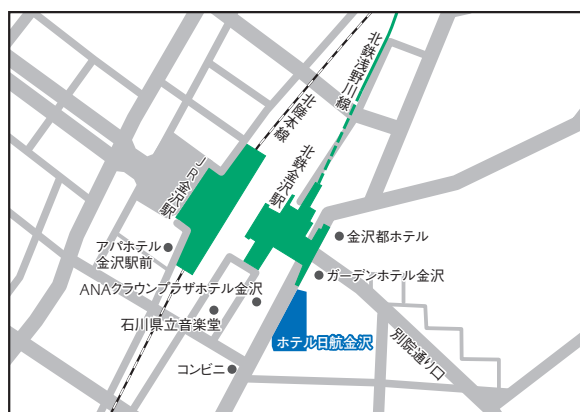 北鉄浅野川線
北陸本線
北鉄金沢駅
JR金沢駅
金沢都ホテル
アパホテル
金沢駅前
ガーデンホテル金沢
ANAクラウンプラザホテル金沢
石川県立音楽堂
ホテル日航金沢
別院通り口
コンビニ